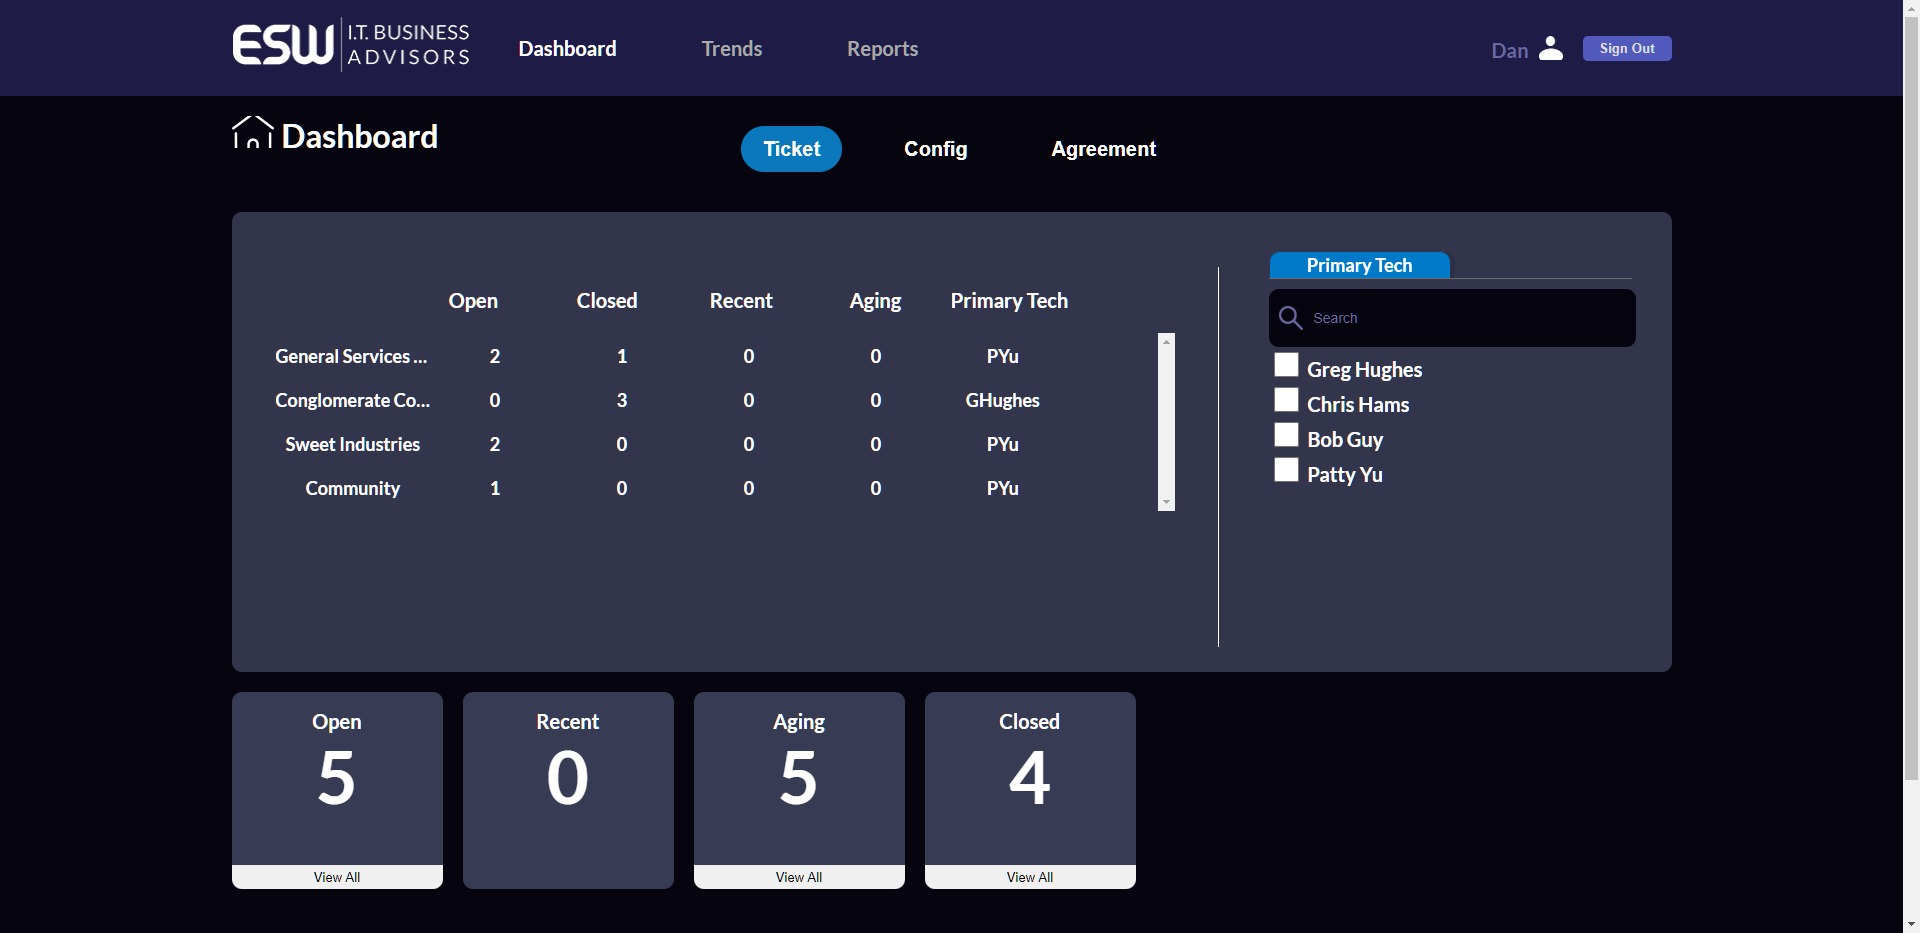 ESW I.T. BUSINESS ADVISORS
Dashboard Trends Reports
Dan Sign Out
Dashboard
Ticket Config Agreement
Open Closed Recent Aging Primary Tech
General Services ... 2 1 0 0 PYu
Conglomerate Co... 0 3 0 0 GHughes
Sweet Industries 2 0 0 0 PYu
Community 1 0 0 0 PYu
Primary Tech
Search
Greg Hughes
Chris Hams
Bob Guy
Patty Yu
Open Recent Aging Closed
5 0 5 4
View All View All View All